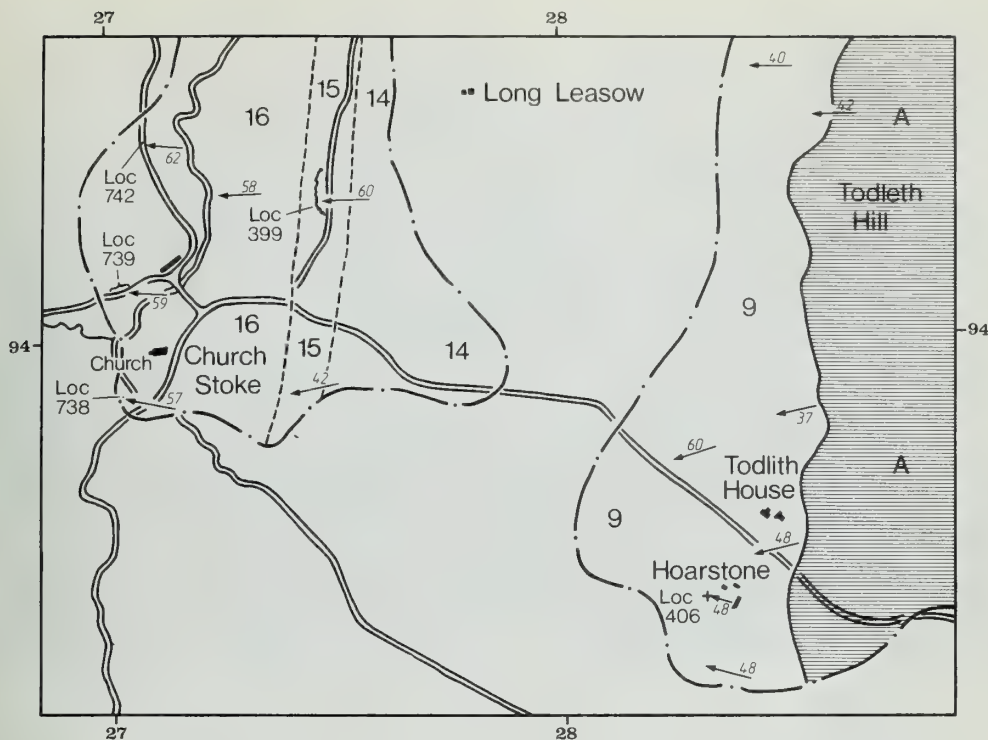 27
28
40
15
14
Long Leasow
16
42
A
62
Loc
742
58
Todleth
Hill
60
Loc
399
Loc
739
59
9
16
94
Church
Church
Stoke
15
14
94
42
Loc
738
57
37
60
Todlith
House
A
9
48
Hoarstone
Loc
406
48
48
27
28